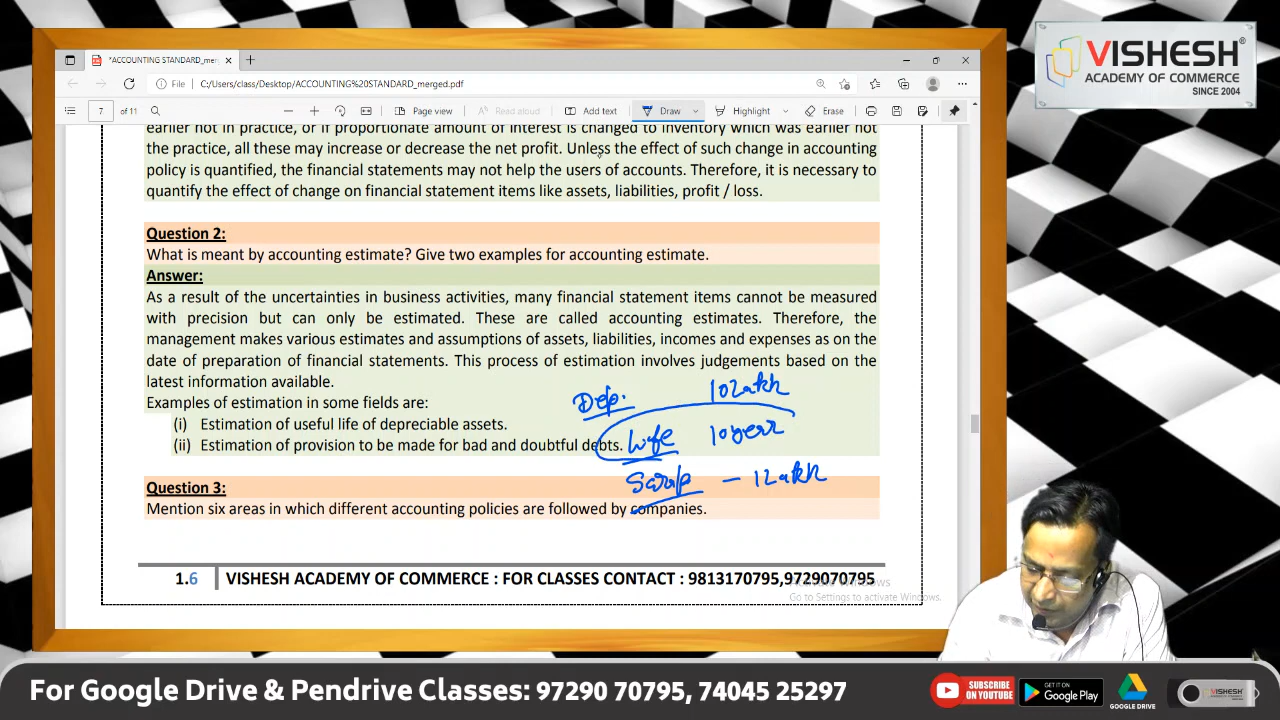 *ACCOUNTING STANDARD_mer
File C:/Users/class/Desktop/ACCOUNTING%20STANDARD_merged.pdf
VISHESH®
ACADEMY OF COMMERCE
SINCE 2004
7 of 11 Page view Read aloud Add text Draw Highlight Erase
earlier not in practice, or if proportionate amount of interest is changed to inventory which was earlier not
the practice, all these may increase or decrease the net profit. Unless the effect of such change in accounting
policy is quantified, the financial statements may not help the users of accounts. Therefore, it is necessary to
quantify the effect of change on financial statement items like assets, liabilities, profit / loss.
Question 2:
What is meant by accounting estimate? Give two examples for accounting estimate.
Answer:
As a result of the uncertainties in business activities, many financial statement items cannot be measured
with precision but can only be estimated. These are called accounting estimates. Therefore, the
management makes various estimates and assumptions of assets, liabilities, incomes and expenses as on the
date of preparation of financial statements. This process of estimation involves judgements based on the
latest information available.
Dep. 10 Lakh
Examples of estimation in some fields are:
(i) Estimation of useful life of depreciable assets.
Life 10 year
(ii) Estimation of provision to be made for bad and doubtful debts.
Scrap - 1 Lakh
Question 3:
Mention six areas in which different accounting policies are followed by companies.
1.6 VISHESH ACADEMY OF COMMERCE : FOR CLASSES CONTACT : 9813170795,9729070795
Go to Settings to activate Windows.
For Google Drive & Pendrive Classes: 97290 70795, 74045 25297
SUBSCRIBE
ON YOUTUBE
GET IT ON
Google Play
GOOGLE DRIVE
VISHESH